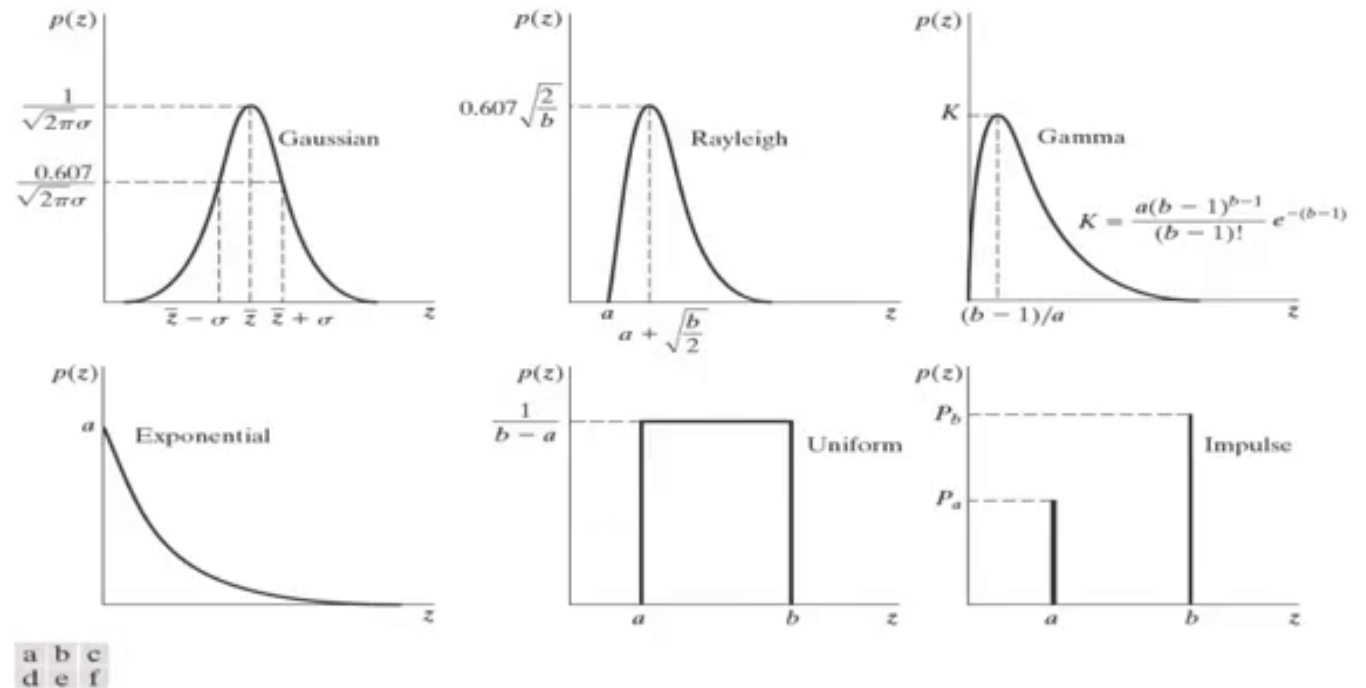 p(z)
1
√2πσ
0.607
√2πσ
Gaussian
z̄ − σ z̄ z̄ + σ z
p(z)
0.607√2/b
Rayleigh
a
a + √b/2
z
p(z)
K
Gamma
K = a(b − 1)^{b−1} / (b − 1)! e^{−(b−1)}
(b − 1)/a z
p(z)
a
Exponential
z
p(z)
1
b − a
Uniform
a b z
p(z)
P_b
Impulse
P_a
a b z
a b c
d e f